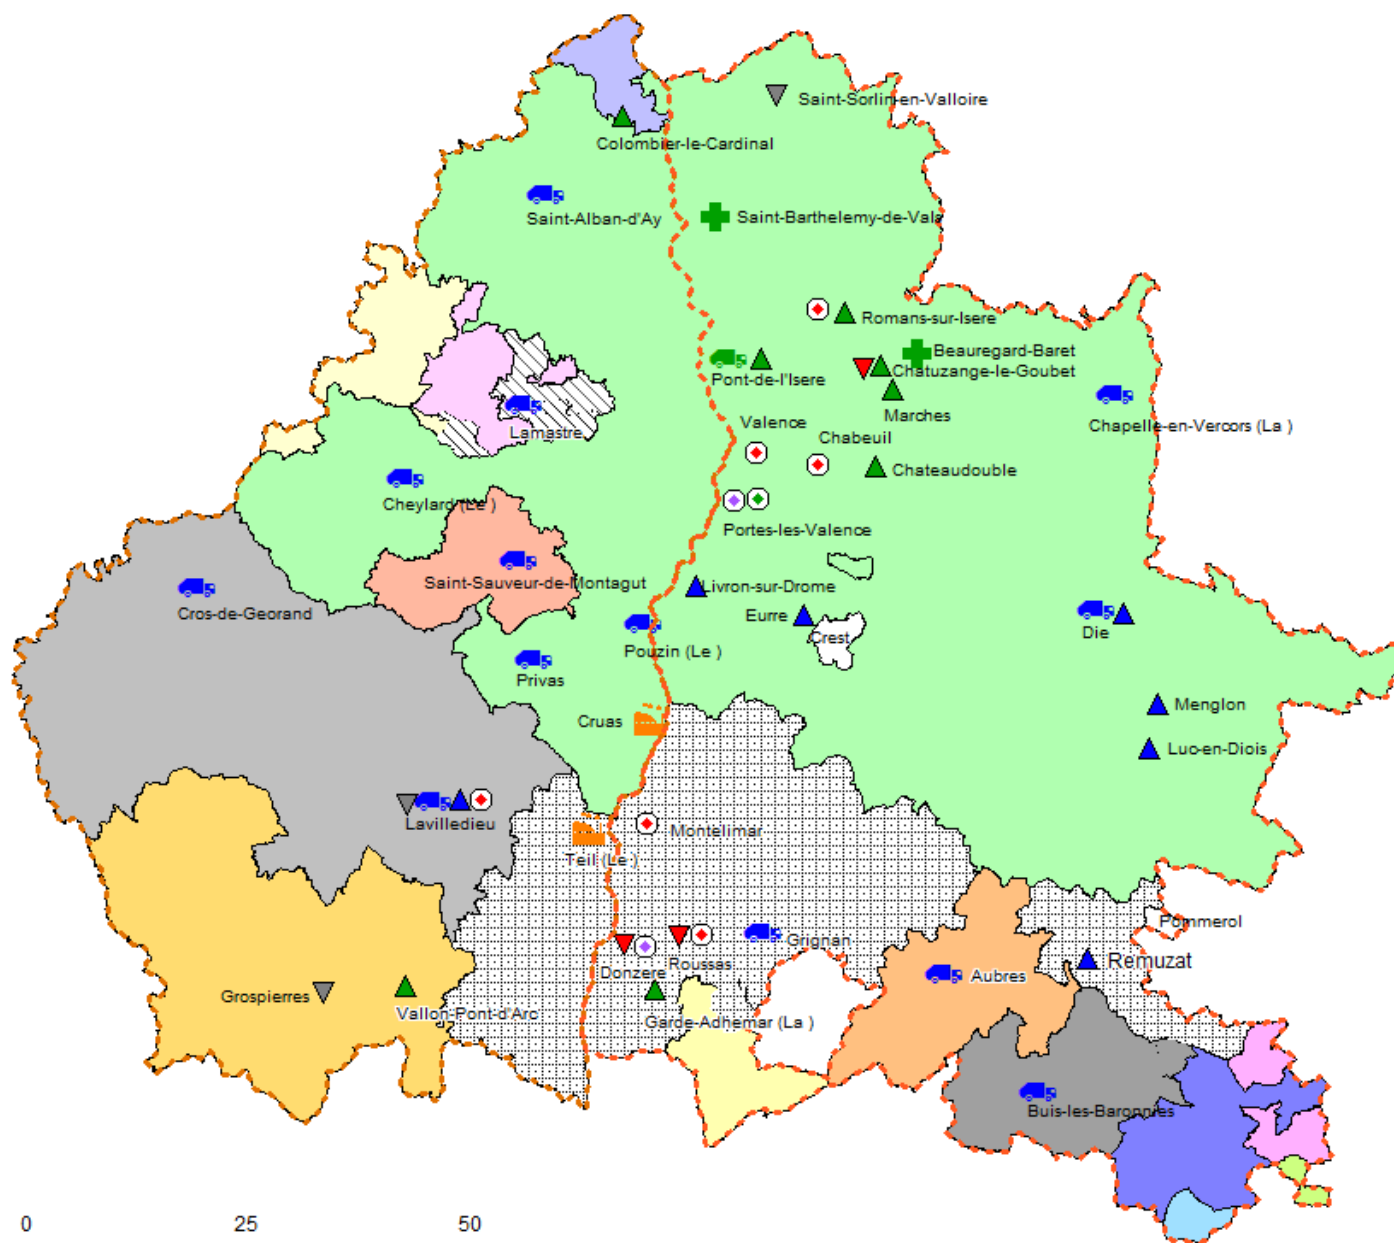 Saint-Sorlin-en-Valloire
Colombier-le-Cardinal
Saint-Alban-d'Ay
Saint-Barthelemy-de-Vals
Romans-sur-Isere
Beauregard-Baret
Pont-de-l'Isere
Chatuzange-le-Goubet
Marches
Chapelle-en-Vercors (La )
Lamastre
Valence
Chabeuil
Chateaudouble
Cheylard (Le )
Portes-les-Valence
Saint-Sauveur-de-Montagut
Livron-sur-Drome
Cros-de-Georand
Eurre
Crest
Die
Pouzin (Le )
Privas
Menglon
Cruas
Luc-en-Diois
Lavilledieu
Montelimar
Teil (Le )
Pommerol
Grignan
Remuzat
Roussas
Donzere
Aubres
Grospierres
Vallon-Pont-d'Arc
Garde-Adhemar (La )
Buis-les-Baronnies
0 25 50